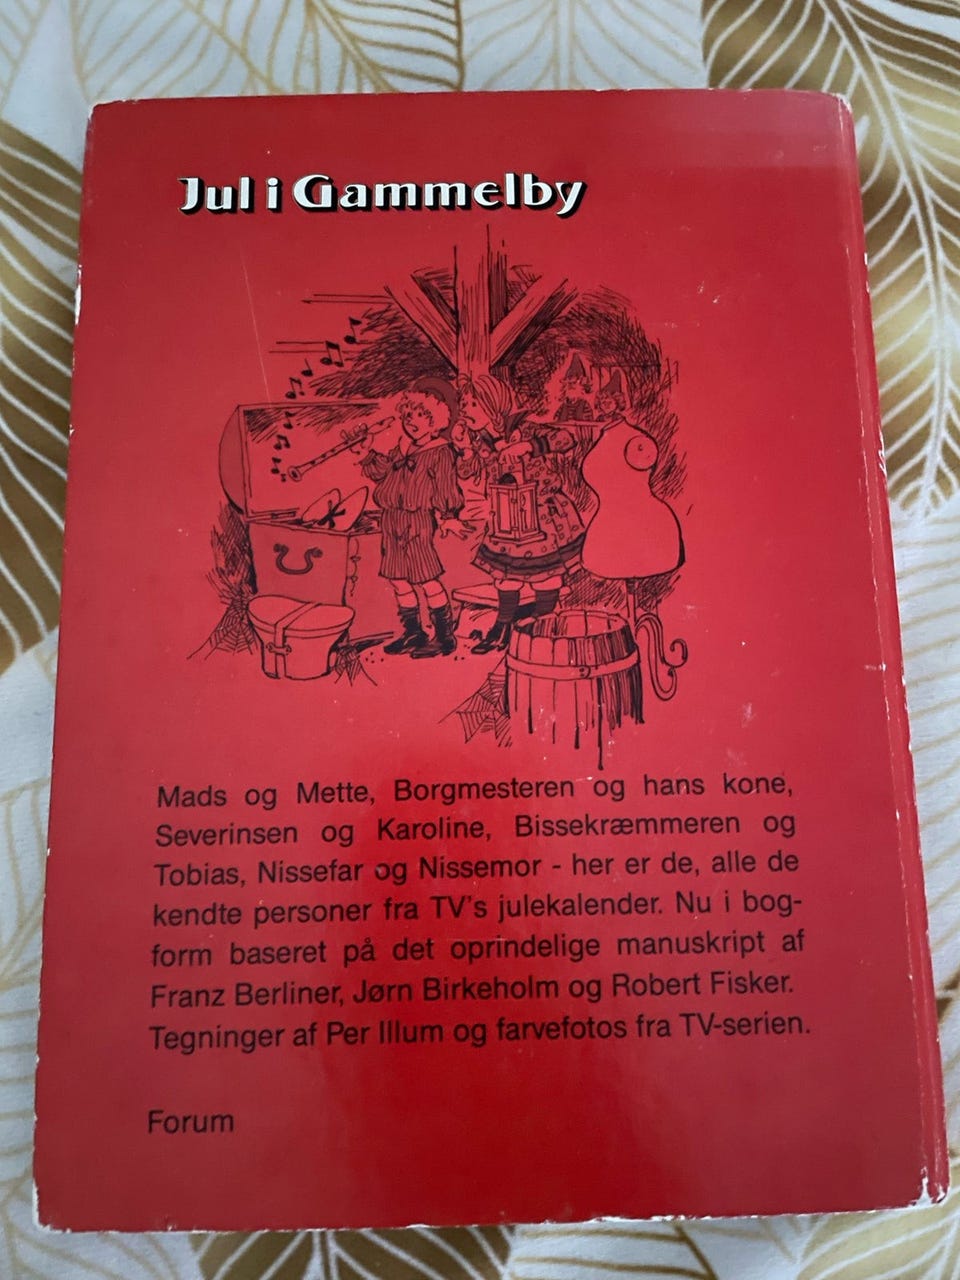 Jul i Gammelby
Mads og Mette, Borgmesteren og hans kone,
Severinsen og Karoline, Bissekræmmeren og
Tobias, Nissefar og Nissemor - her er de, alle de
kendte personer fra TV's julekalender. Nu i bog-
form baseret på det oprindelige manuskript af
Franz Berliner, Jørn Birkeholm og Robert Fisker.
Tegninger af Per Illum og farvefotos fra TV-serien.
Forum